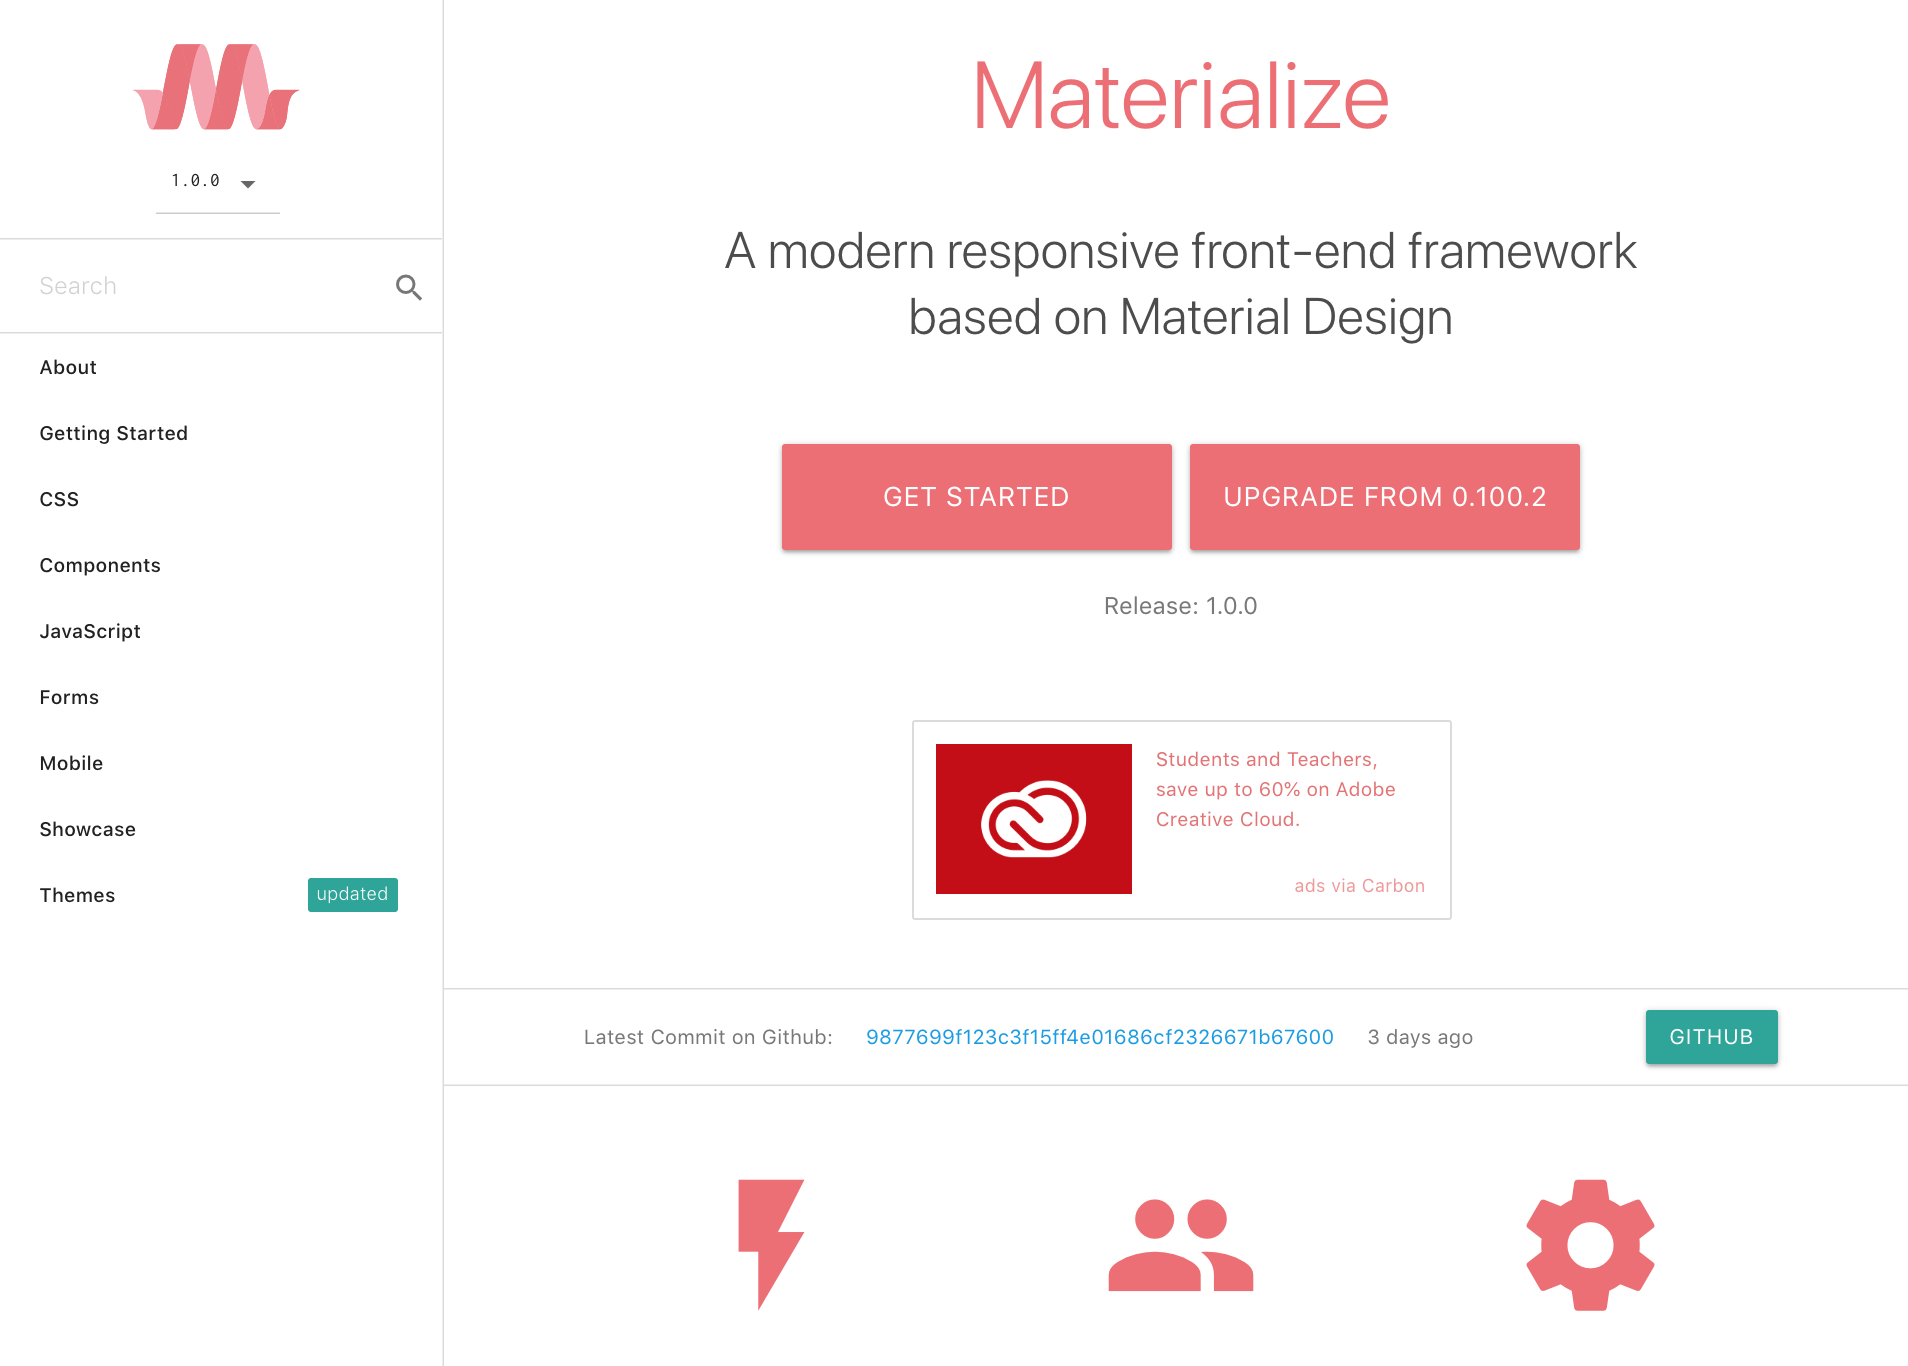 1.0.0
Search
About
Getting Started
CSS
Components
JavaScript
Forms
Mobile
Showcase
Themes
updated
Materialize
A modern responsive front-end framework
based on Material Design
GET STARTED
UPGRADE FROM 0.100.2
Release: 1.0.0
Students and Teachers,
save up to 60% on Adobe
Creative Cloud.
ads via Carbon
Latest Commit on Github: 9877699f123c3f15ff4e01686cf2326671b67600 3 days ago
GITHUB